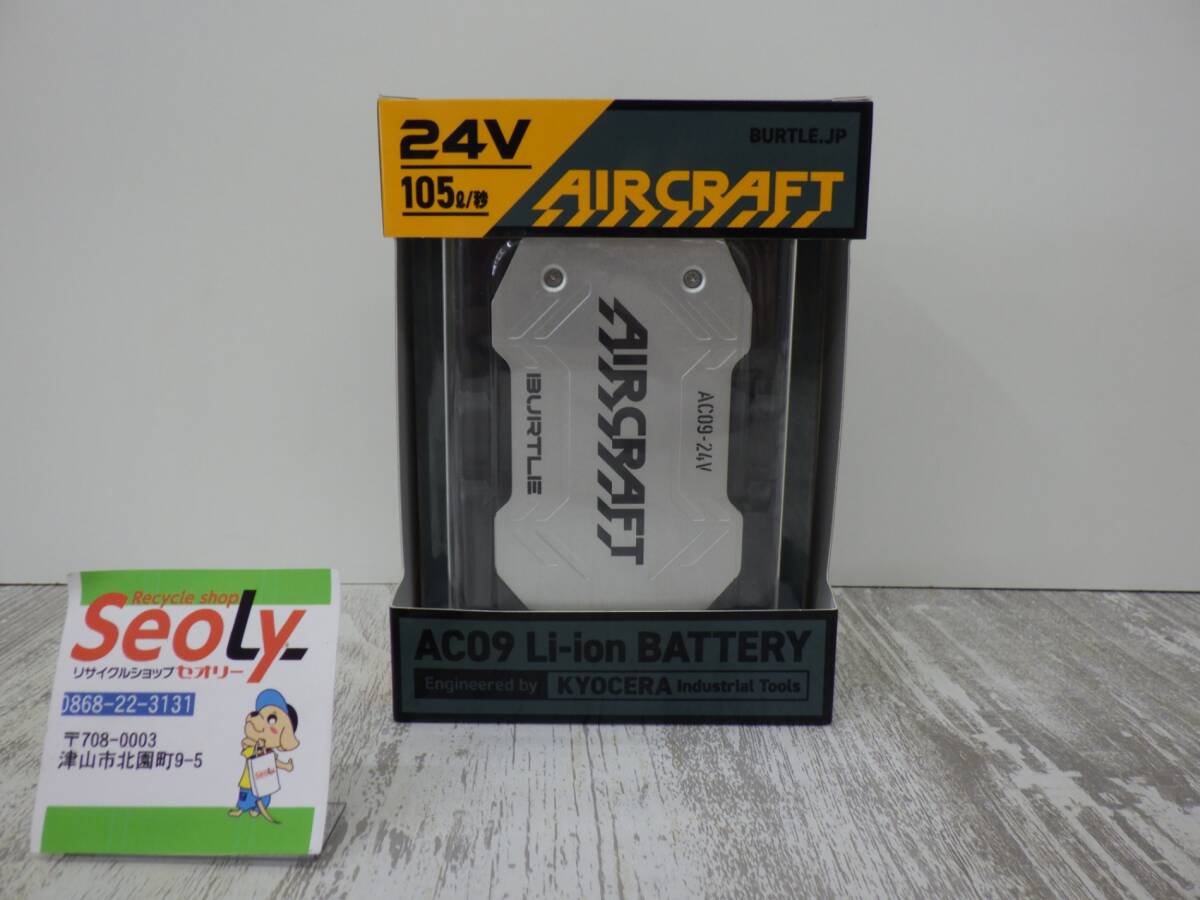 24V
105ℓ/秒
BURTLE.JP
AIRCRAFT
AIRCRAFT
BURTLE
AC09-24V
AC09 Li-ion BATTERY
Engineered by KYOCERA Industrial Tools
Recycle shop
Seoly
リサイクルショップ セオリー
0868-22-3131
〒708-0003
津山市北園町9-5
Seoly